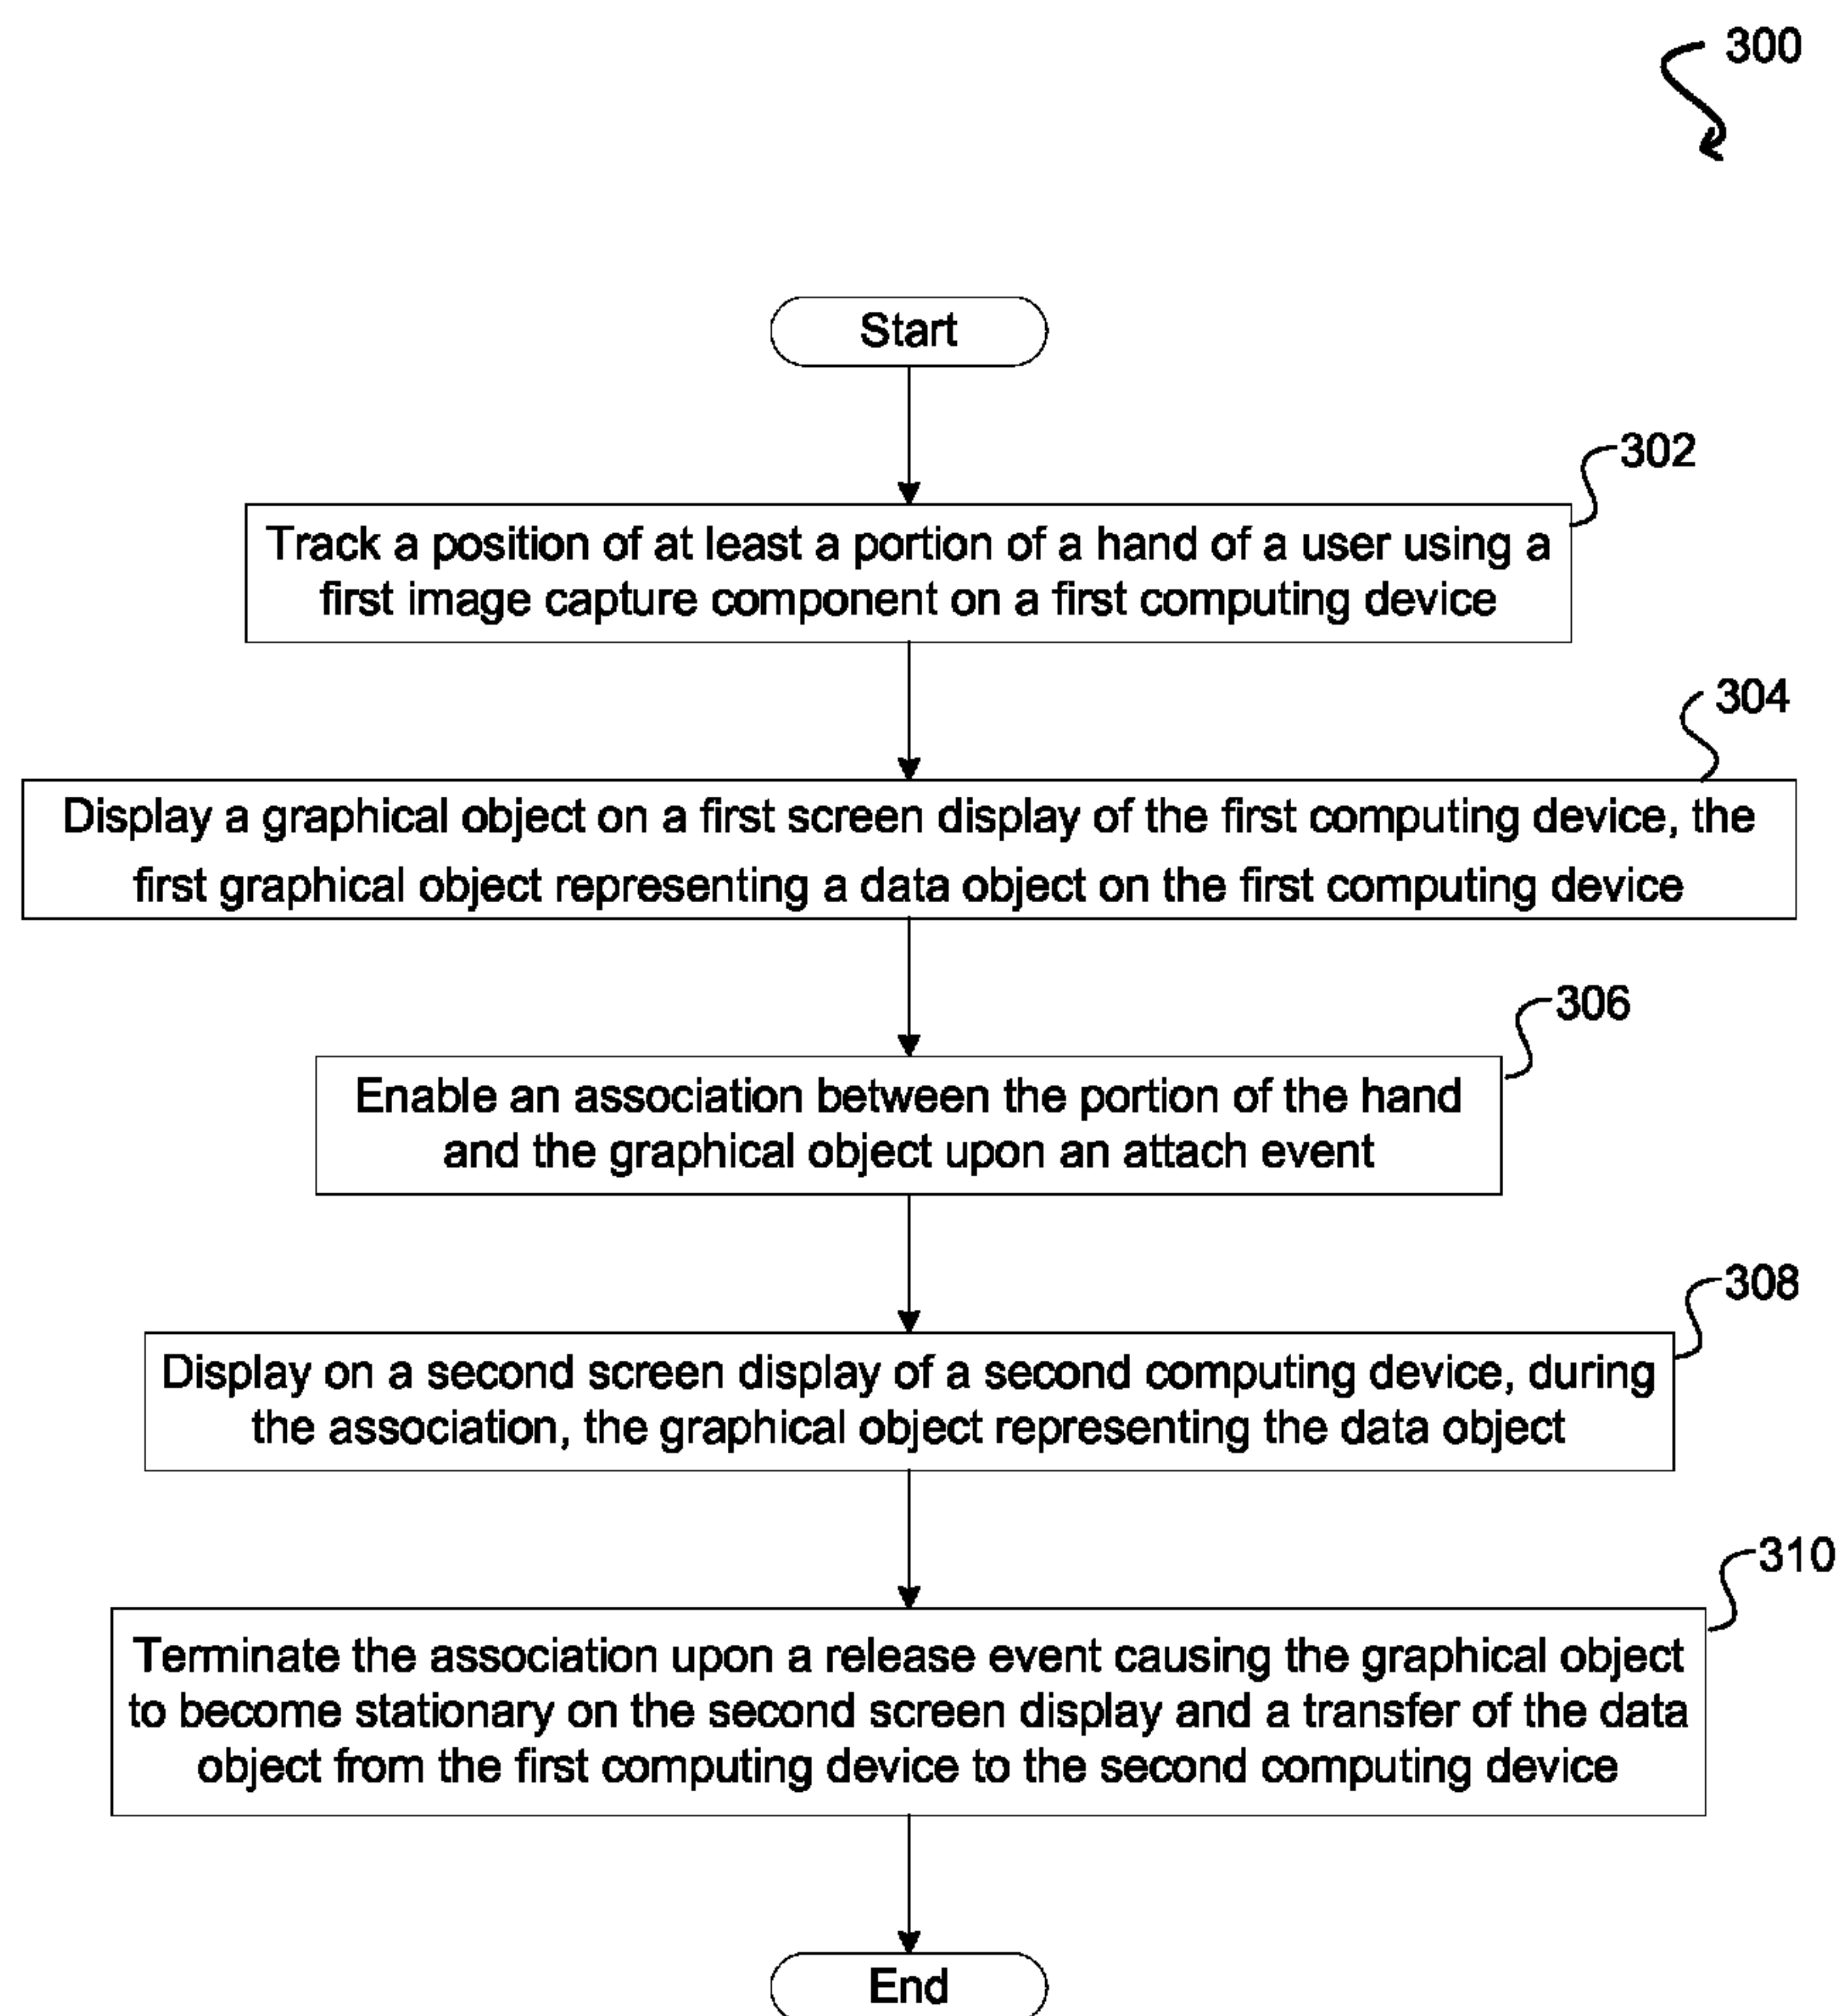 300
Start
302
Track a position of at least a portion of a hand of a user using a
first image capture component on a first computing device
304
Display a graphical object on a first screen display of the first computing device, the
first graphical object representing a data object on the first computing device
306
Enable an association between the portion of the hand
and the graphical object upon an attach event
308
Display on a second screen display of a second computing device, during
the association, the graphical object representing the data object
310
Terminate the association upon a release event causing the graphical object
to become stationary on the second screen display and a transfer of the data
object from the first computing device to the second computing device
End